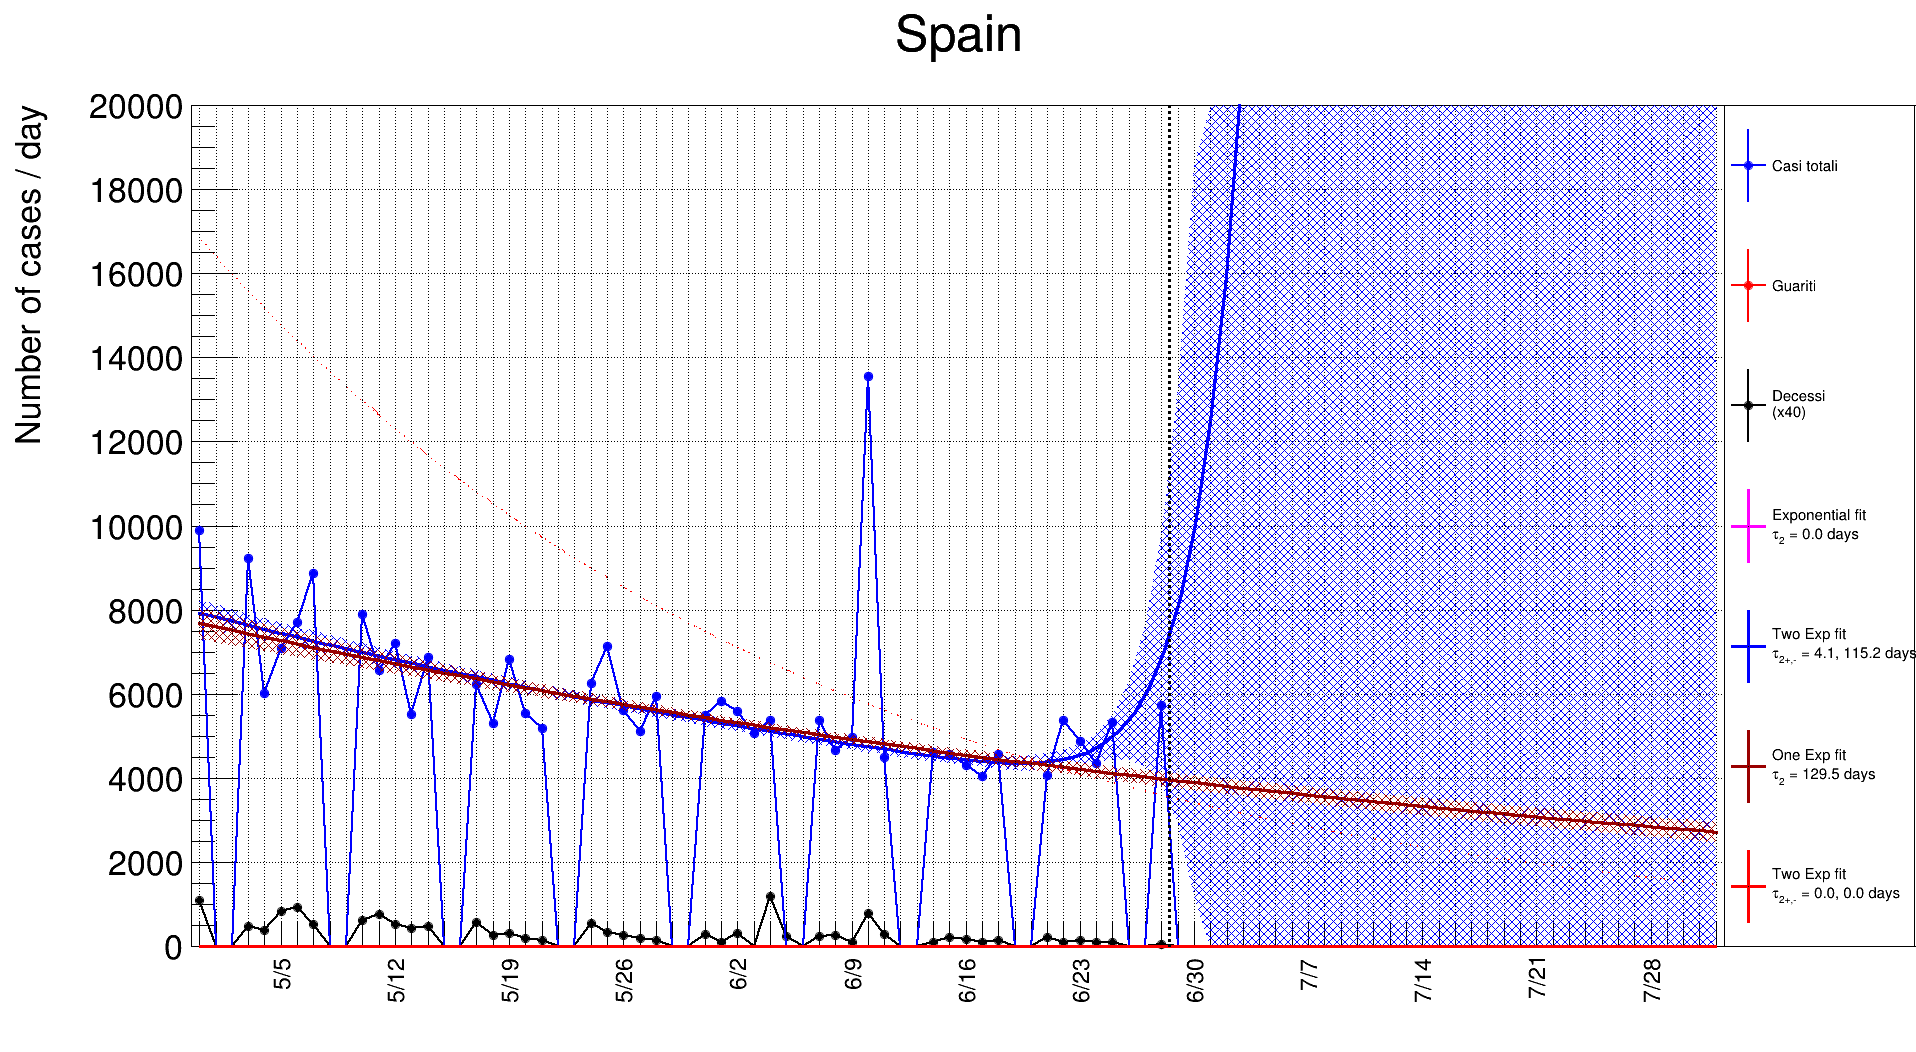 Spain
Number of cases / day
20000
18000
16000
14000
12000
10000
8000
6000
4000
2000
0
5/5
5/12
5/19
5/26
6/2
6/9
6/16
6/23
6/30
7/7
7/14
7/21
7/28
Casi totali
Guariti
Decessi
(x40)
Exponential fit
τ2 = 0.0 days
Two Exp fit
τ2+,- = 4.1, 115.2 days
One Exp fit
τ2 = 129.5 days
Two Exp fit
τ2+,- = 0.0, 0.0 days